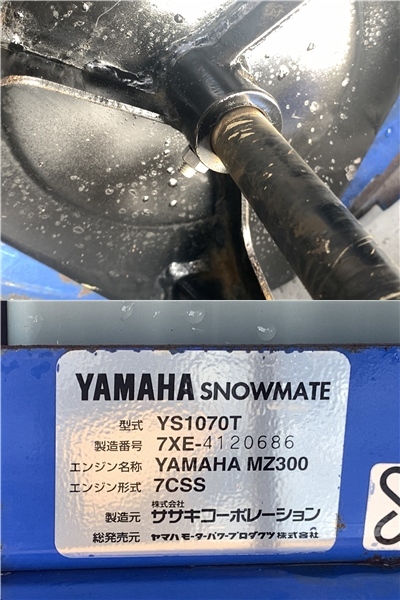 YAMAHA SNOWMATE
型式 YS1070T
製造番号 7XE-4120686
エンジン名称 YAMAHA MZ300
エンジン形式 7CSS
製造元 株式会社 ササキコーポレーション
総発売元 ヤマハモーターパワープロダクツ株式会社